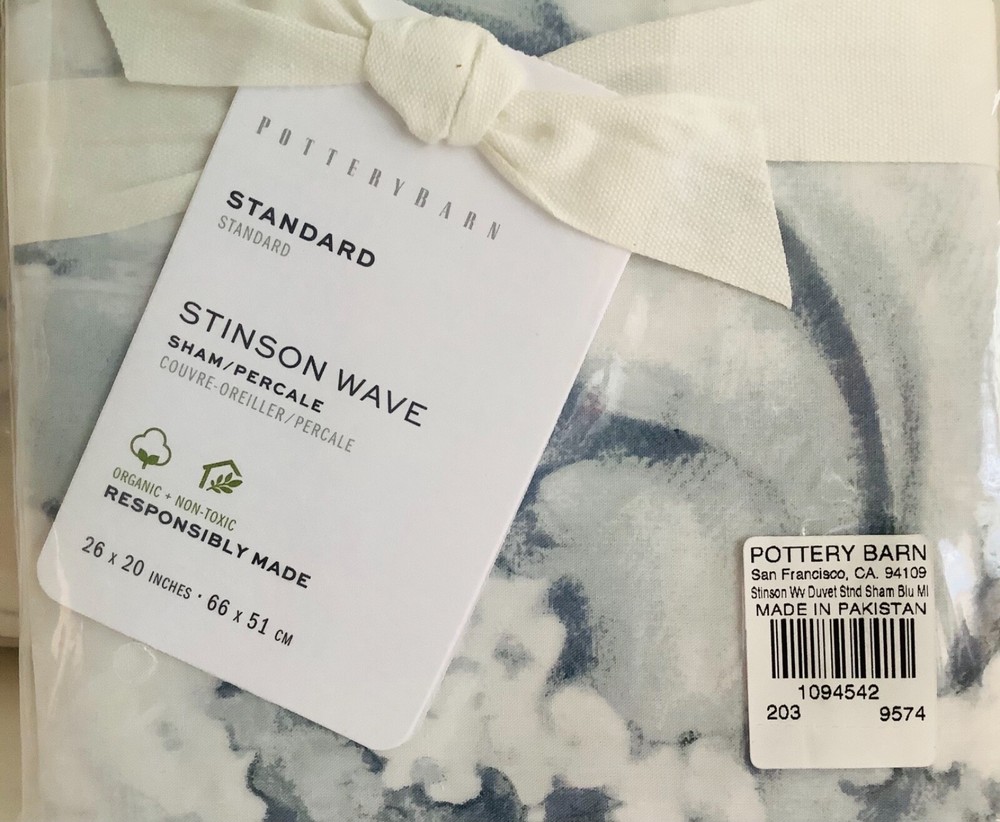 POTTERYBARN
STANDARD
STANDARD
STINSON WAVE
SHAM/PERCALE
COUVRE-OREILLER/PERCALE
ORGANIC + NON-TOXIC
RESPONSIBLY MADE
26 x 20 INCHES · 66 x 51 CM
POTTERY BARN
San Francisco, CA. 94109
Stinson Wv Duvet Stnd Sham Blu Ml
MADE IN PAKISTAN
1094542
203 9574